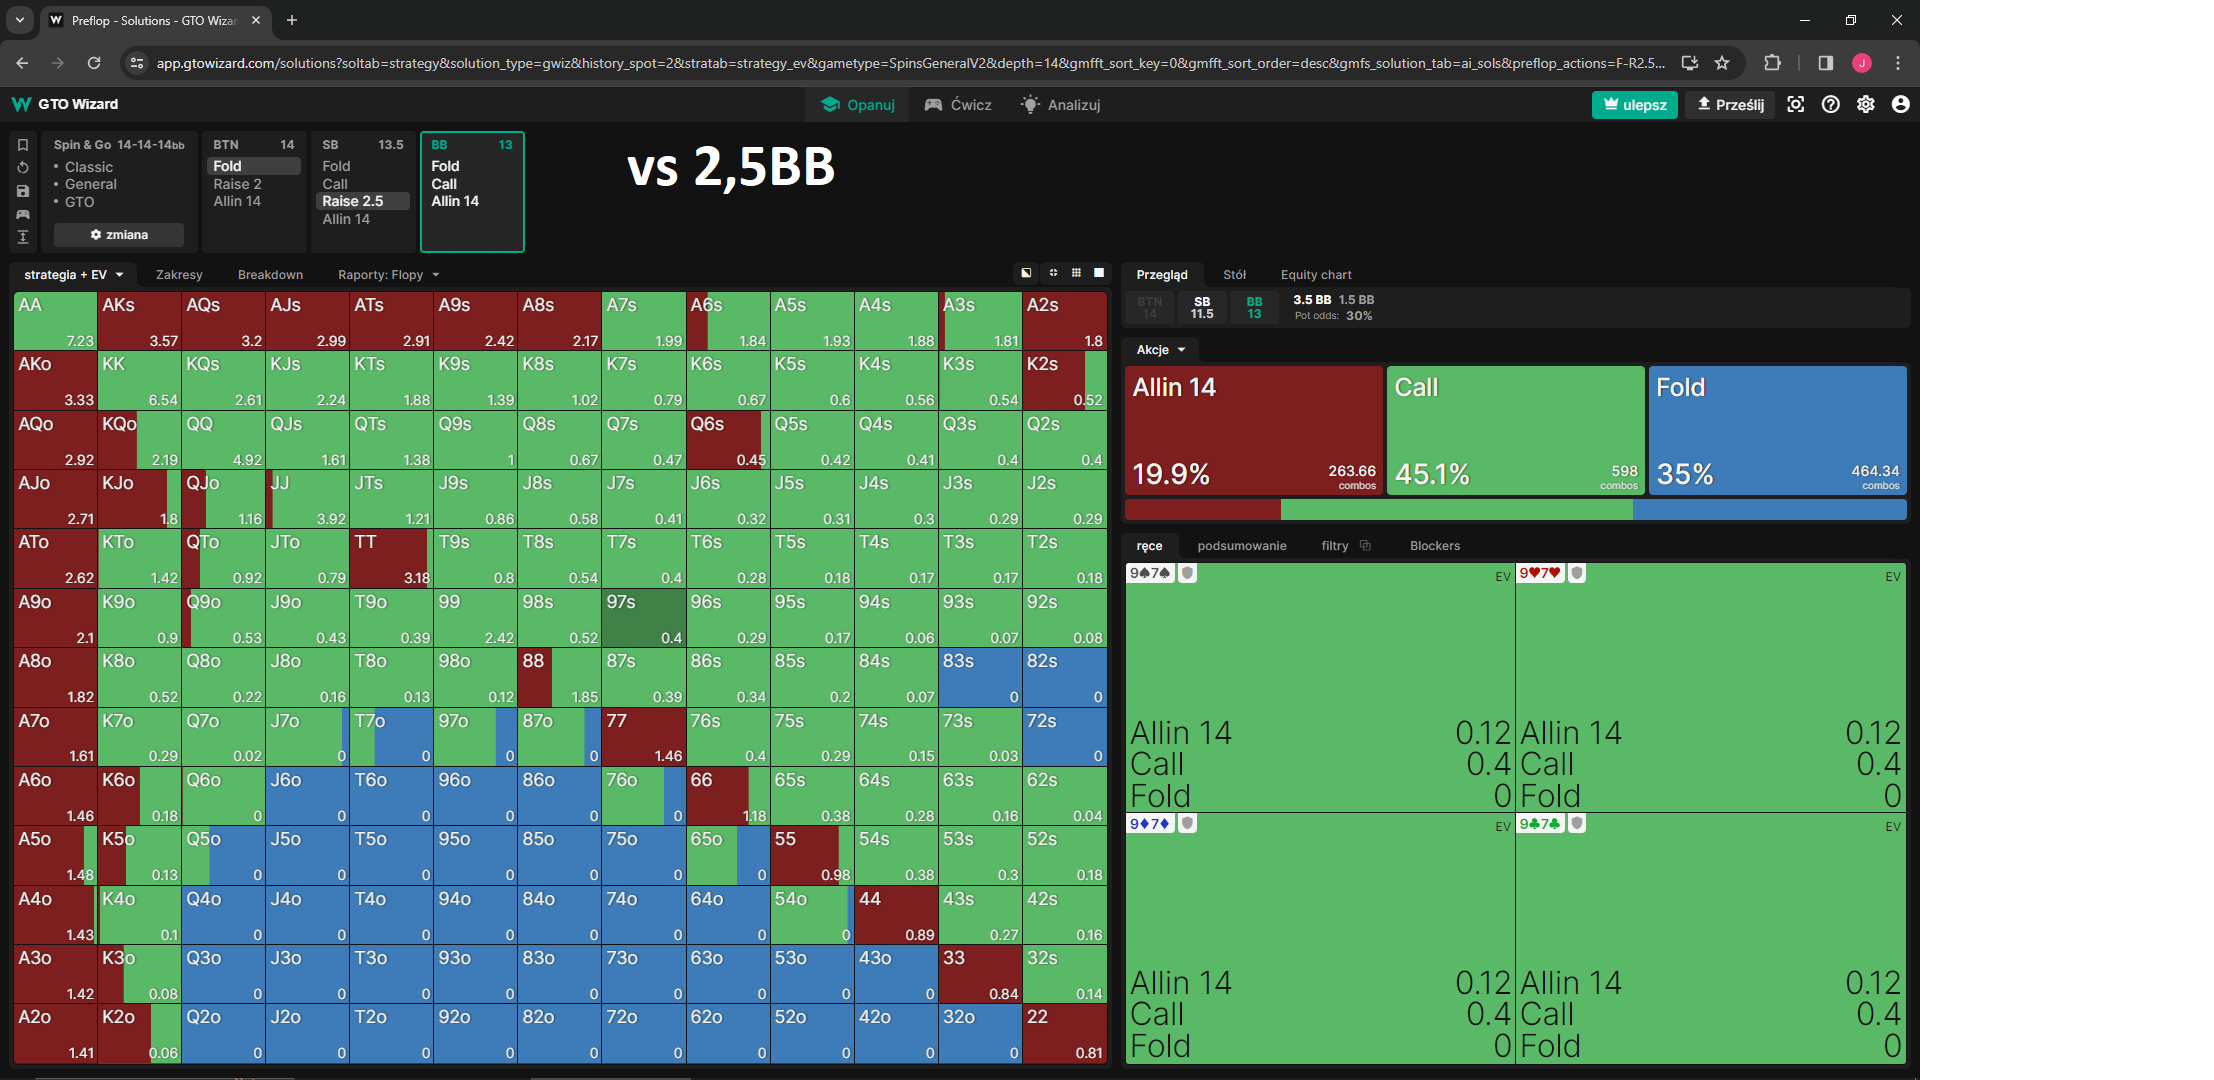 Preflop - Solutions - GTO Wizar
app.gtowizard.com/solutions?soltab=strategy&solution_type=gwiz&history_spot=2&stratab=strategy_ev&gametype=SpinsGeneralV2&depth=14&gmfft_sort_key=0&gmfft_sort_order=desc&gmfs_solution_tab=ai_sols&preflop_actions=F-R2.5...
J
GTO Wizard
Opanuj
Ćwicz
Analizuj
ulepsz
Prześlij
Spin & Go 14-14-14bb
• Classic
• General
• GTO
zmiana
BTN 14
Fold
Raise 2
Allin 14
SB 13.5
Fold
Call
Raise 2.5
Allin 14
BB 13
Fold
Call
Allin 14
vs 2,5BB
strategia + EV
Zakresy
Breakdown
Raporty: Flopy
AA AKs AQs AJs ATs A9s A8s A7s A6s A5s A4s A3s A2s
7.23 3.57 3.2 2.99 2.91 2.42 2.17 1.99 1.84 1.93 1.88 1.81 1.8
AKo KK KQs KJs KTs K9s K8s K7s K6s K5s K4s K3s K2s
3.33 6.54 2.61 2.24 1.88 1.39 1.02 0.79 0.67 0.6 0.56 0.54 0.52
AQo KQo QQ QJs QTs Q9s Q8s Q7s Q6s Q5s Q4s Q3s Q2s
2.92 2.19 4.92 1.61 1.38 1 0.67 0.47 0.45 0.42 0.41 0.4 0.4
AJo KJo QJo JJ JTs J9s J8s J7s J6s J5s J4s J3s J2s
2.71 1.8 1.16 3.92 1.21 0.86 0.58 0.41 0.32 0.31 0.3 0.29 0.29
ATo KTo QTo JTo TT T9s T8s T7s T6s T5s T4s T3s T2s
2.62 1.42 0.92 0.79 3.18 0.8 0.54 0.4 0.28 0.18 0.17 0.17 0.18
A9o K9o Q9o J9o T9o 99 98s 97s 96s 95s 94s 93s 92s
2.1 0.9 0.53 0.43 0.39 2.42 0.52 0.4 0.29 0.17 0.06 0.07 0.08
A8o K8o Q8o J8o T8o 98o 88 87s 86s 85s 84s 83s 82s
1.82 0.52 0.22 0.16 0.13 0.12 1.85 0.39 0.34 0.2 0.07 0 0
A7o K7o Q7o J7o T7o 97o 87o 77 76s 75s 74s 73s 72s
1.61 0.29 0.02 0 0 0 0 1.46 0.4 0.29 0.15 0.03 0
A6o K6o Q6o J6o T6o 96o 86o 76o 66 65s 64s 63s 62s
1.46 0.18 0 0 0 0 0 0 1.18 0.38 0.28 0.16 0.04
A5o K5o Q5o J5o T5o 95o 85o 75o 65o 55 54s 53s 52s
1.48 0.13 0 0 0 0 0 0 0 0.98 0.38 0.3 0.18
A4o K4o Q4o J4o T4o 94o 84o 74o 64o 54o 44 43s 42s
1.43 0.1 0 0 0 0 0 0 0 0 0.89 0.27 0.16
A3o K3o Q3o J3o T3o 93o 83o 73o 63o 53o 43o 33 32s
1.42 0.08 0 0 0 0 0 0 0 0 0 0.84 0.14
A2o K2o Q2o J2o T2o 92o 82o 72o 62o 52o 42o 32o 22
1.41 0.06 0 0 0 0 0 0 0 0 0 0 0.81
Przegląd
Stół
Equity chart
BTN 14
SB 11.5
BB 13
3.5 BB 1.5 BB
Pot odds: 30%
Akcje
Allin 14
19.9% 263.66 combos
Call
45.1% 598 combos
Fold
35% 464.34 combos
ręce
podsumowanie
filtry
Blockers
9♠7♠ EV
Allin 14 0.12
Call 0.4
Fold 0
9♥7♥ EV
Allin 14 0.12
Call 0.4
Fold 0
9♦7♦ EV
Allin 14 0.12
Call 0.4
Fold 0
9♣7♣ EV
Allin 14 0.12
Call 0.4
Fold 0